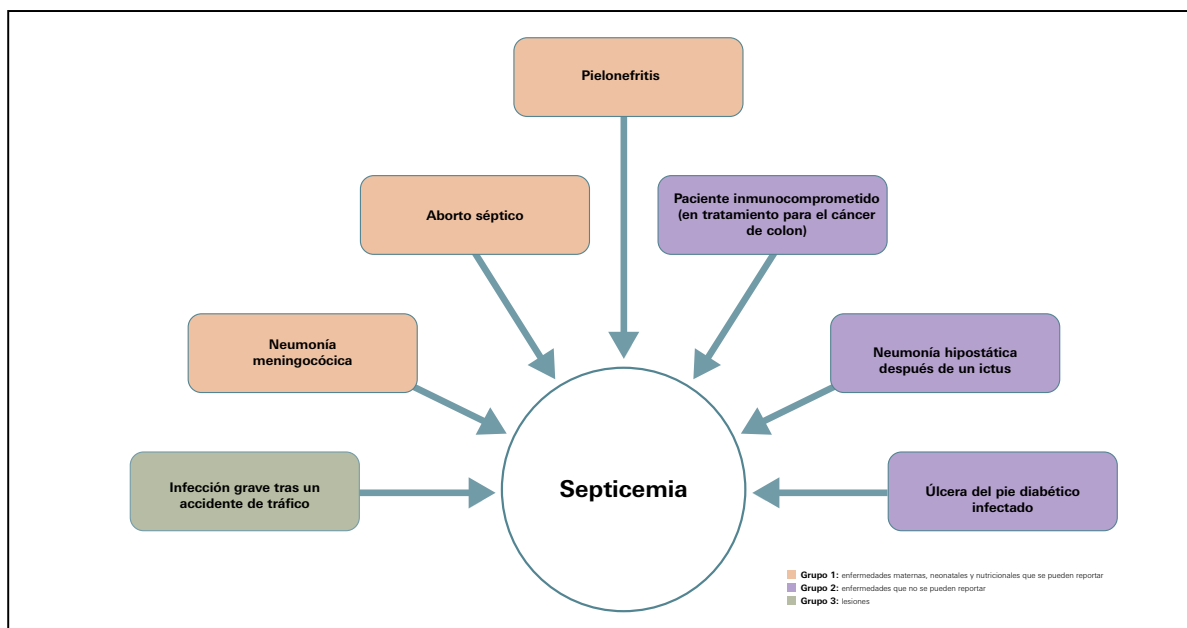 Pielonefritis
Aborto séptico
Paciente inmunocomprometido
(en tratamiento para el cáncer
de colon)
Neumonía
meningocócica
Neumonía hipostática
después de un ictus
Infección grave tras un
accidente de tráfico
Septicemia
Úlcera del pie diabético
infectado
Grupo 1: enfermedades maternas, neonatales y nutricionales que se pueden reportar
Grupo 2: enfermedades que no se pueden reportar
Grupo 3: lesiones